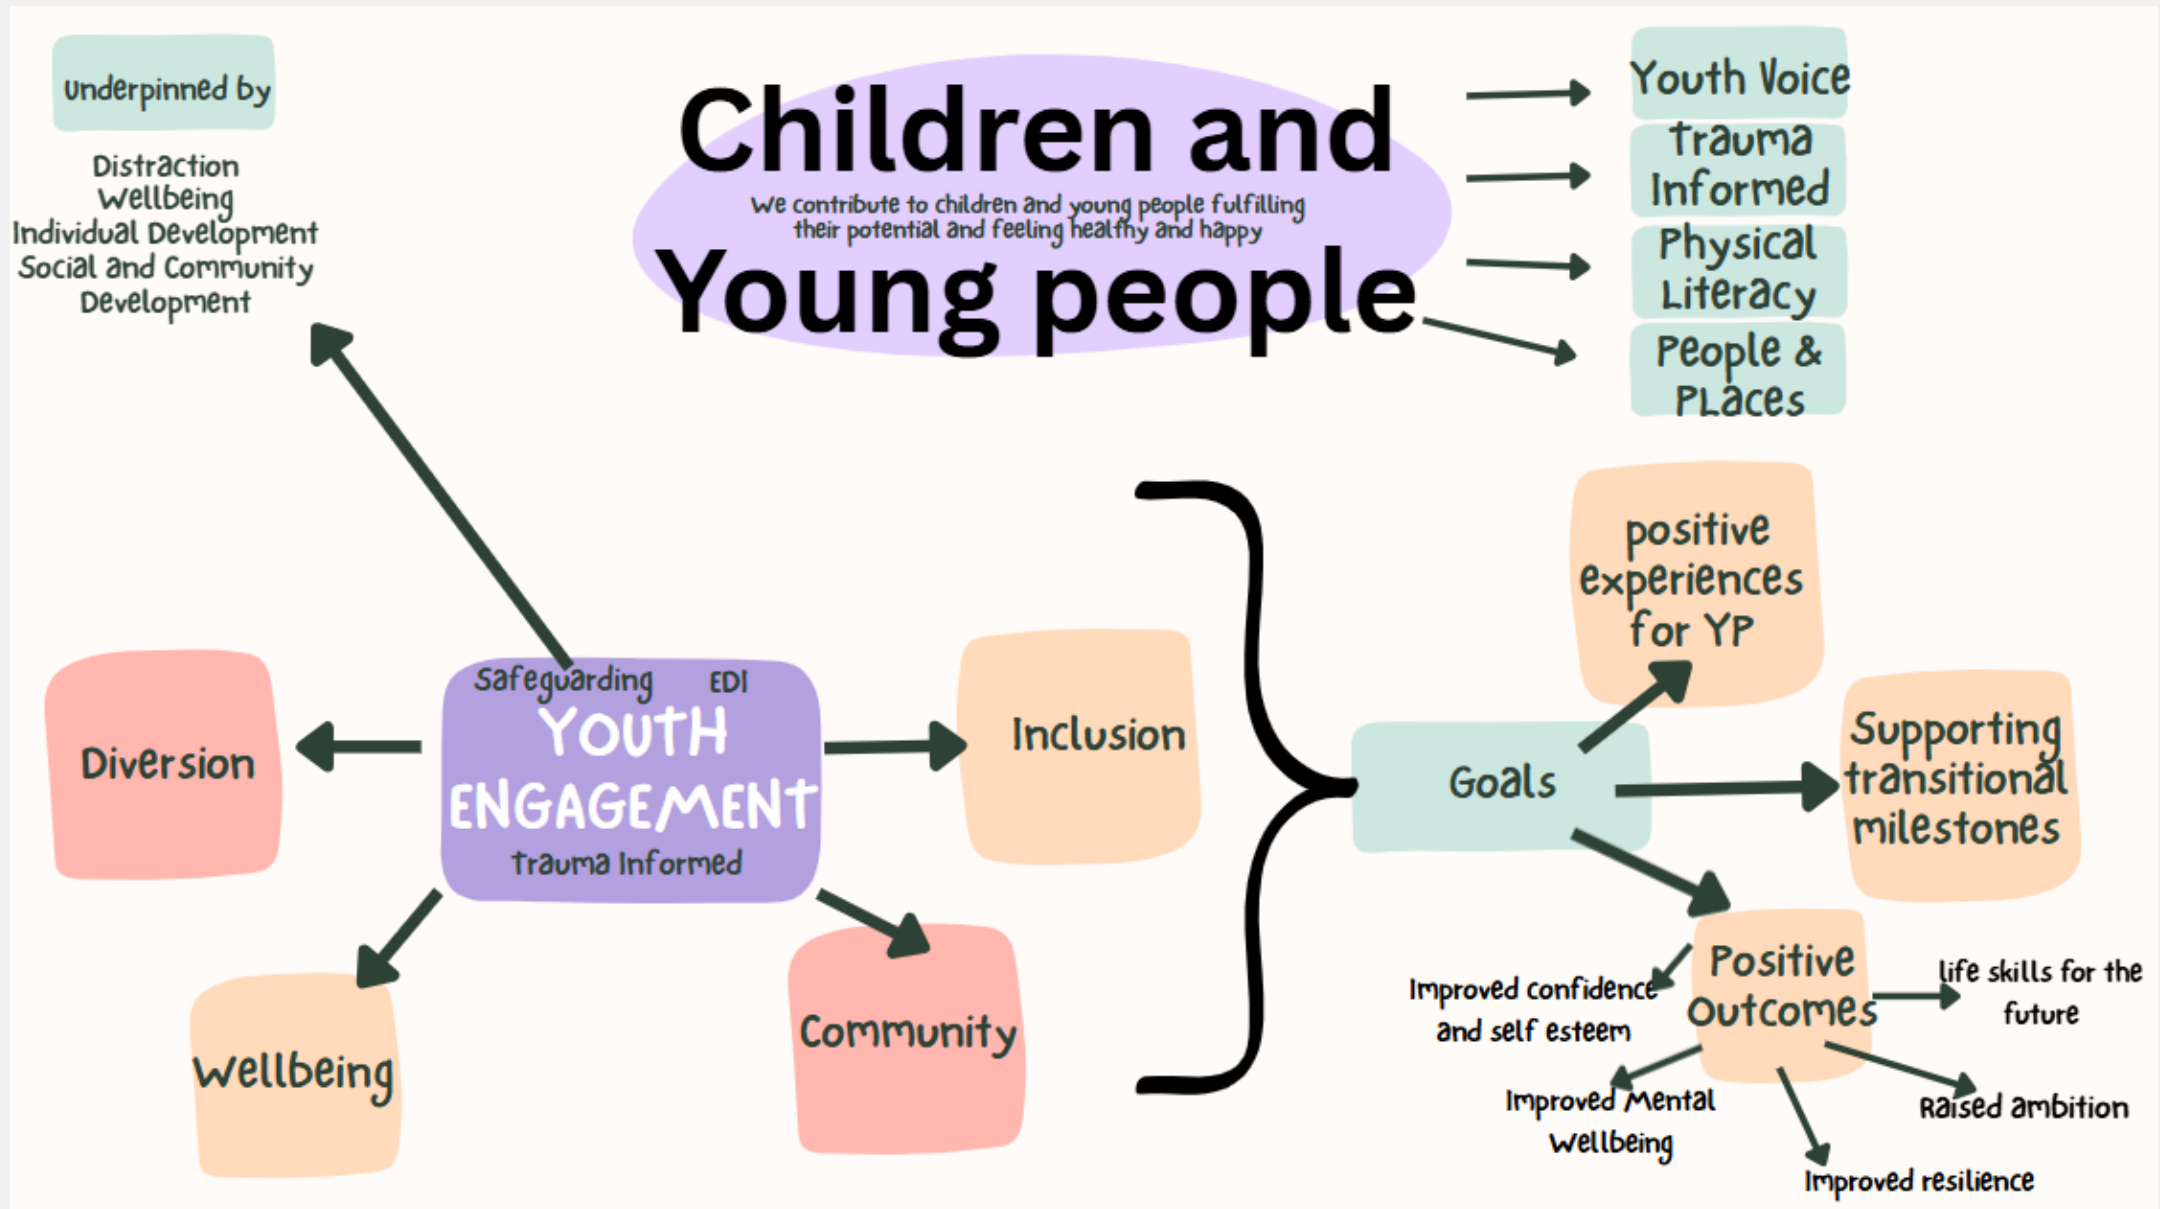 Underpinned by
Distraction
Wellbeing
Individual Development
Social and Community
Development
Children and
We contribute to children and young people fulfilling
their potential and feeling healthy and happy
Young people
Youth Voice
Trauma
Informed
Physical
Literacy
People &
PLaces
Safeguarding
EDI
YOUTH
ENGAGEMENT
Trauma Informed
Diversion
Inclusion
Wellbeing
Community
Goals
positive
experiences
for YP
Supporting
transitional
milestones
Positive
Outcomes
Improved confidence
and self esteem
life skills for the
future
Improved Mental
Wellbeing
Raised ambition
Improved resilience